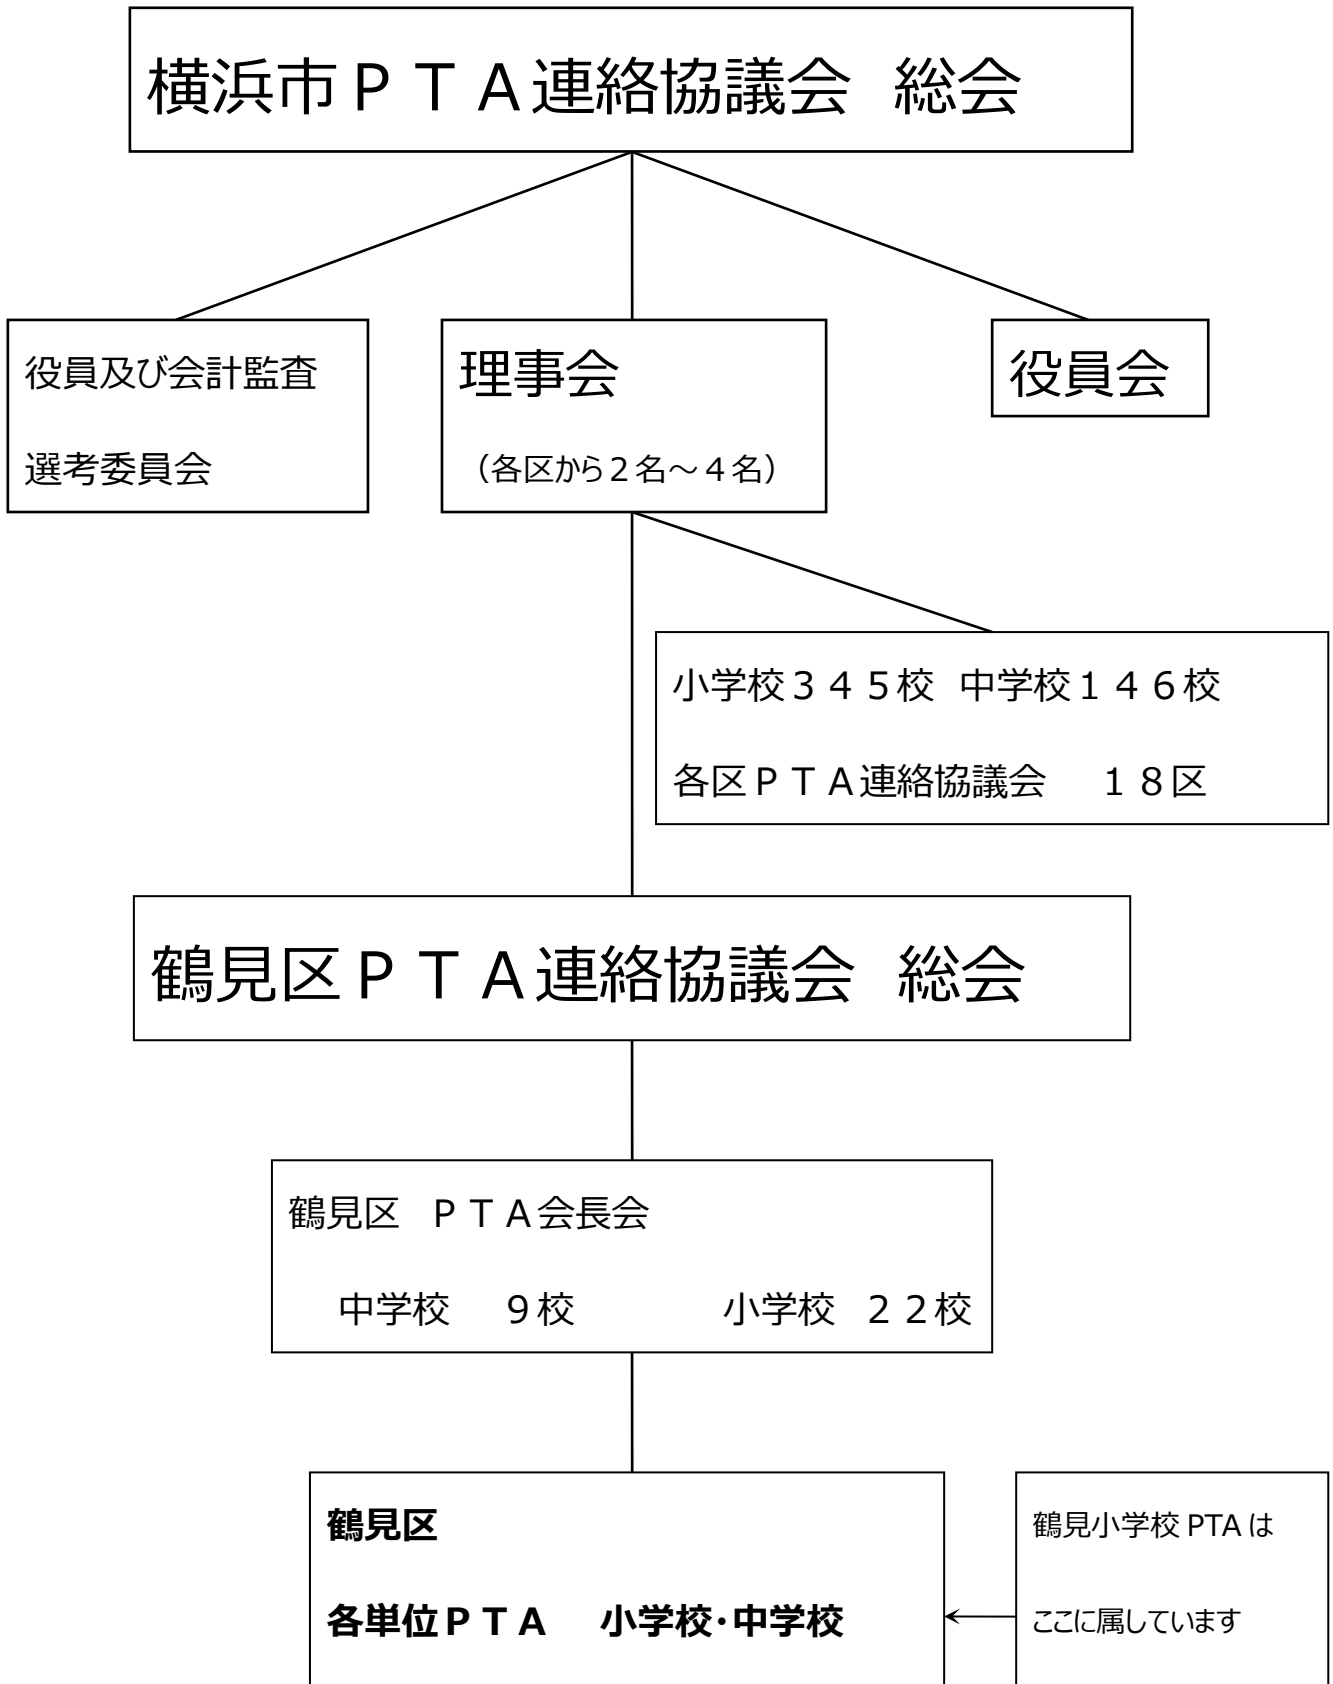 横浜市ＰＴＡ連絡協議会　総会
役員及び会計監査
選考委員会
理事会
（各区から２名～４名）
役員会
小学校３４５校　中学校１４６校
各区ＰＴＡ連絡協議会　１８区
鶴見区ＰＴＡ連絡協議会　総会
鶴見区　ＰＴＡ会長会
中学校　９校　小学校　２２校
鶴見区
各単位ＰＴＡ　小学校・中学校
鶴見小学校 PTA は
ここに属しています